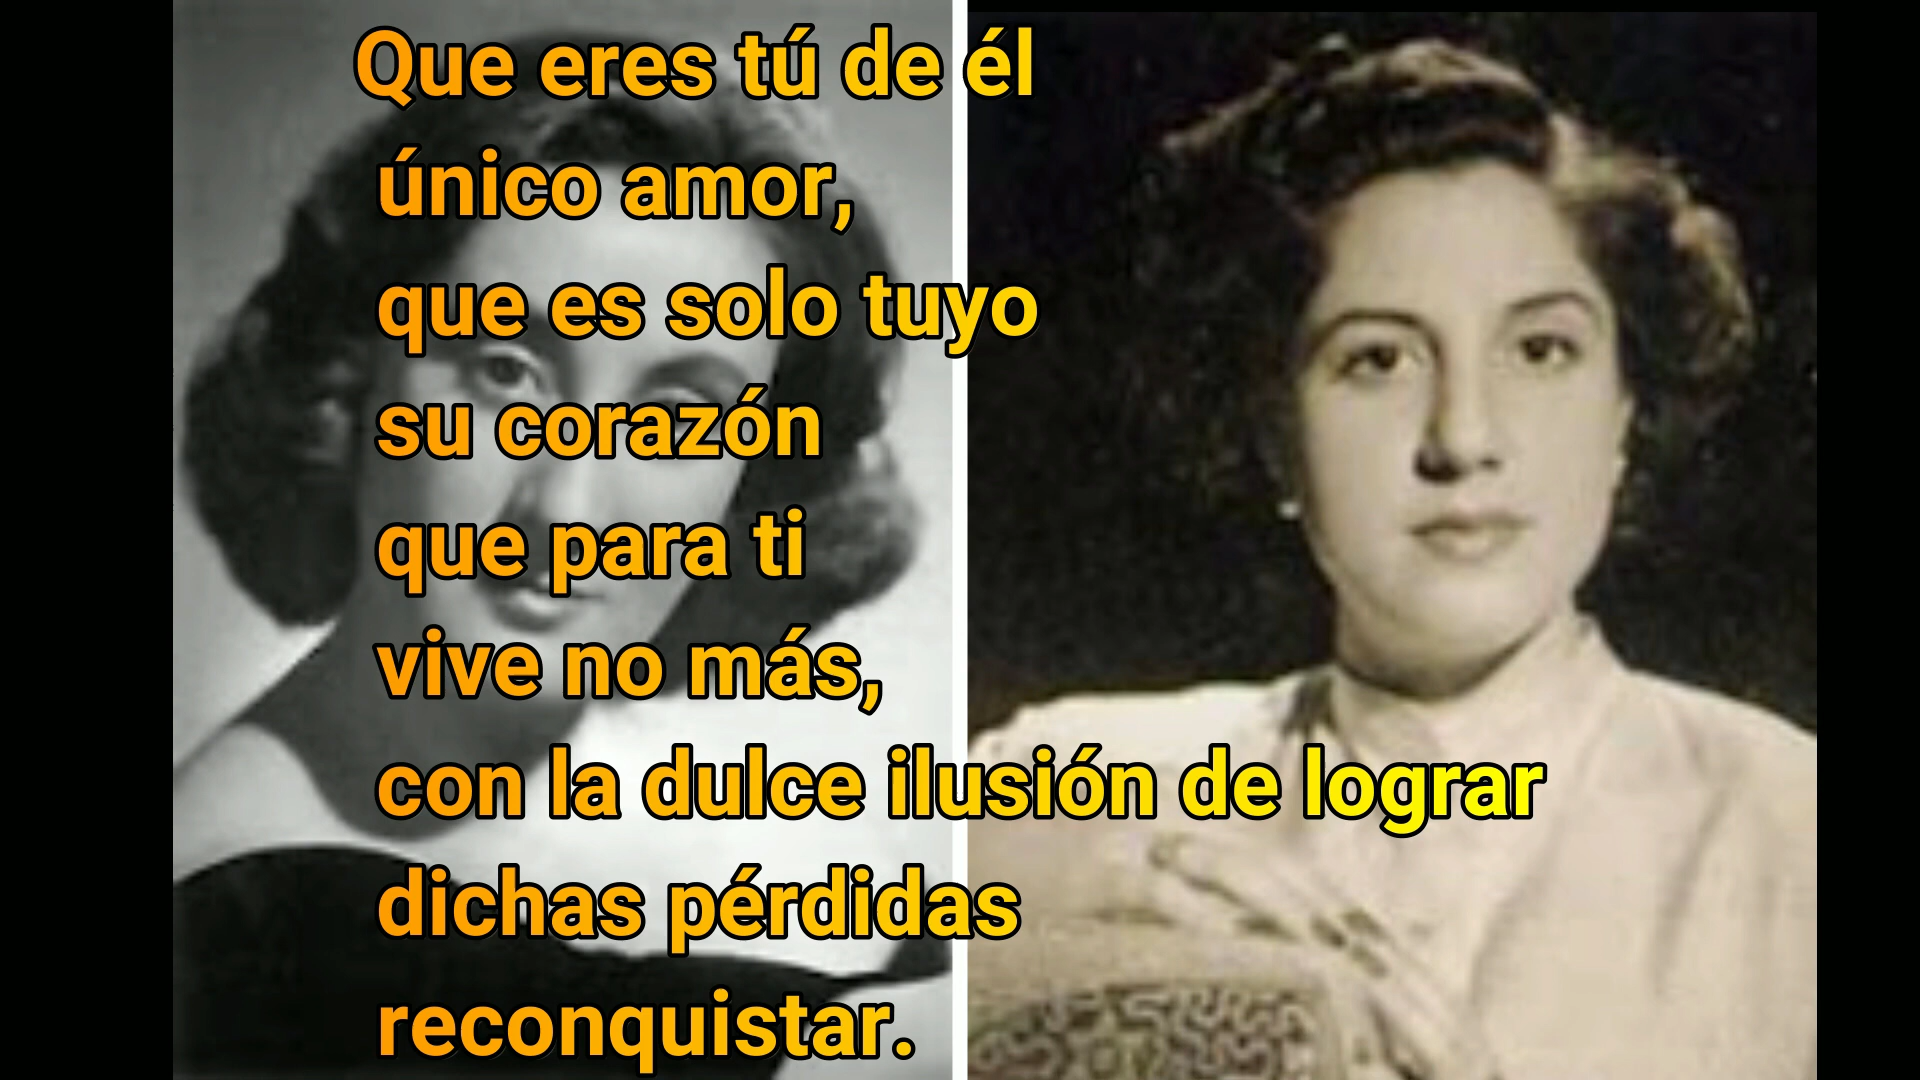 Que eres tú de él
único amor,
que es solo tuyo
su corazón
que para ti
vive no más,
con la dulce ilusión de lograr
dichas pérdidas
reconquistar.